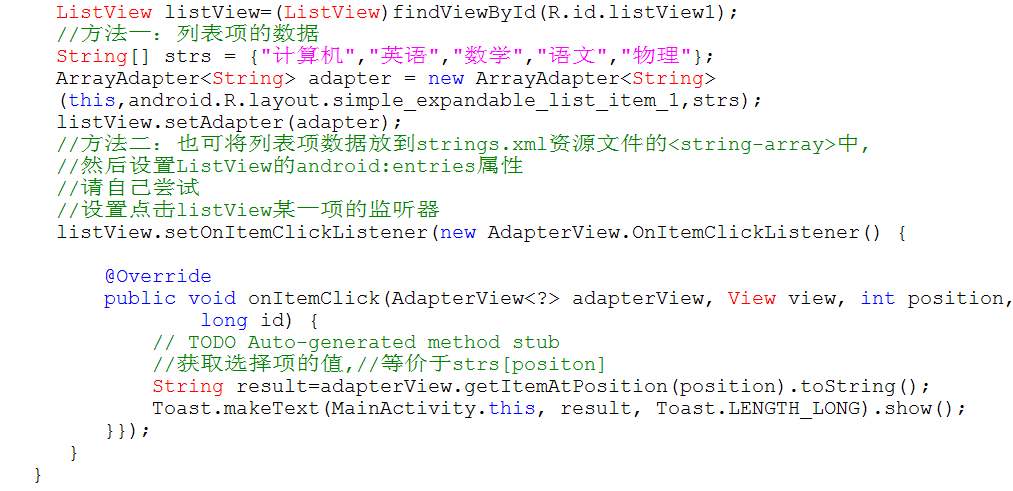 ListView listView=(ListView)findViewById(R.id.listView1);
//方法一：列表项的数据
String[] strs = {"计算机","英语","数学","语文","物理"};
ArrayAdapter<String> adapter = new ArrayAdapter<String>
(this,android.R.layout.simple_expandable_list_item_1,strs);
listView.setAdapter(adapter);
//方法二：也可将列表项数据放到strings.xml资源文件的<string-array>中,
//然后设置ListView的android:entries属性
//请自己尝试
//设置点击listView某一项的监听器
listView.setOnItemClickListener(new AdapterView.OnItemClickListener() {
@Override
public void onItemClick(AdapterView<?> adapterView, View view, int position,
long id) {
// TODO Auto-generated method stub
//获取选择项的值,//等价于strs[positon]
String result=adapterView.getItemAtPosition(position).toString();
Toast.makeText(MainActivity.this, result, Toast.LENGTH_LONG).show();
}});
}
}